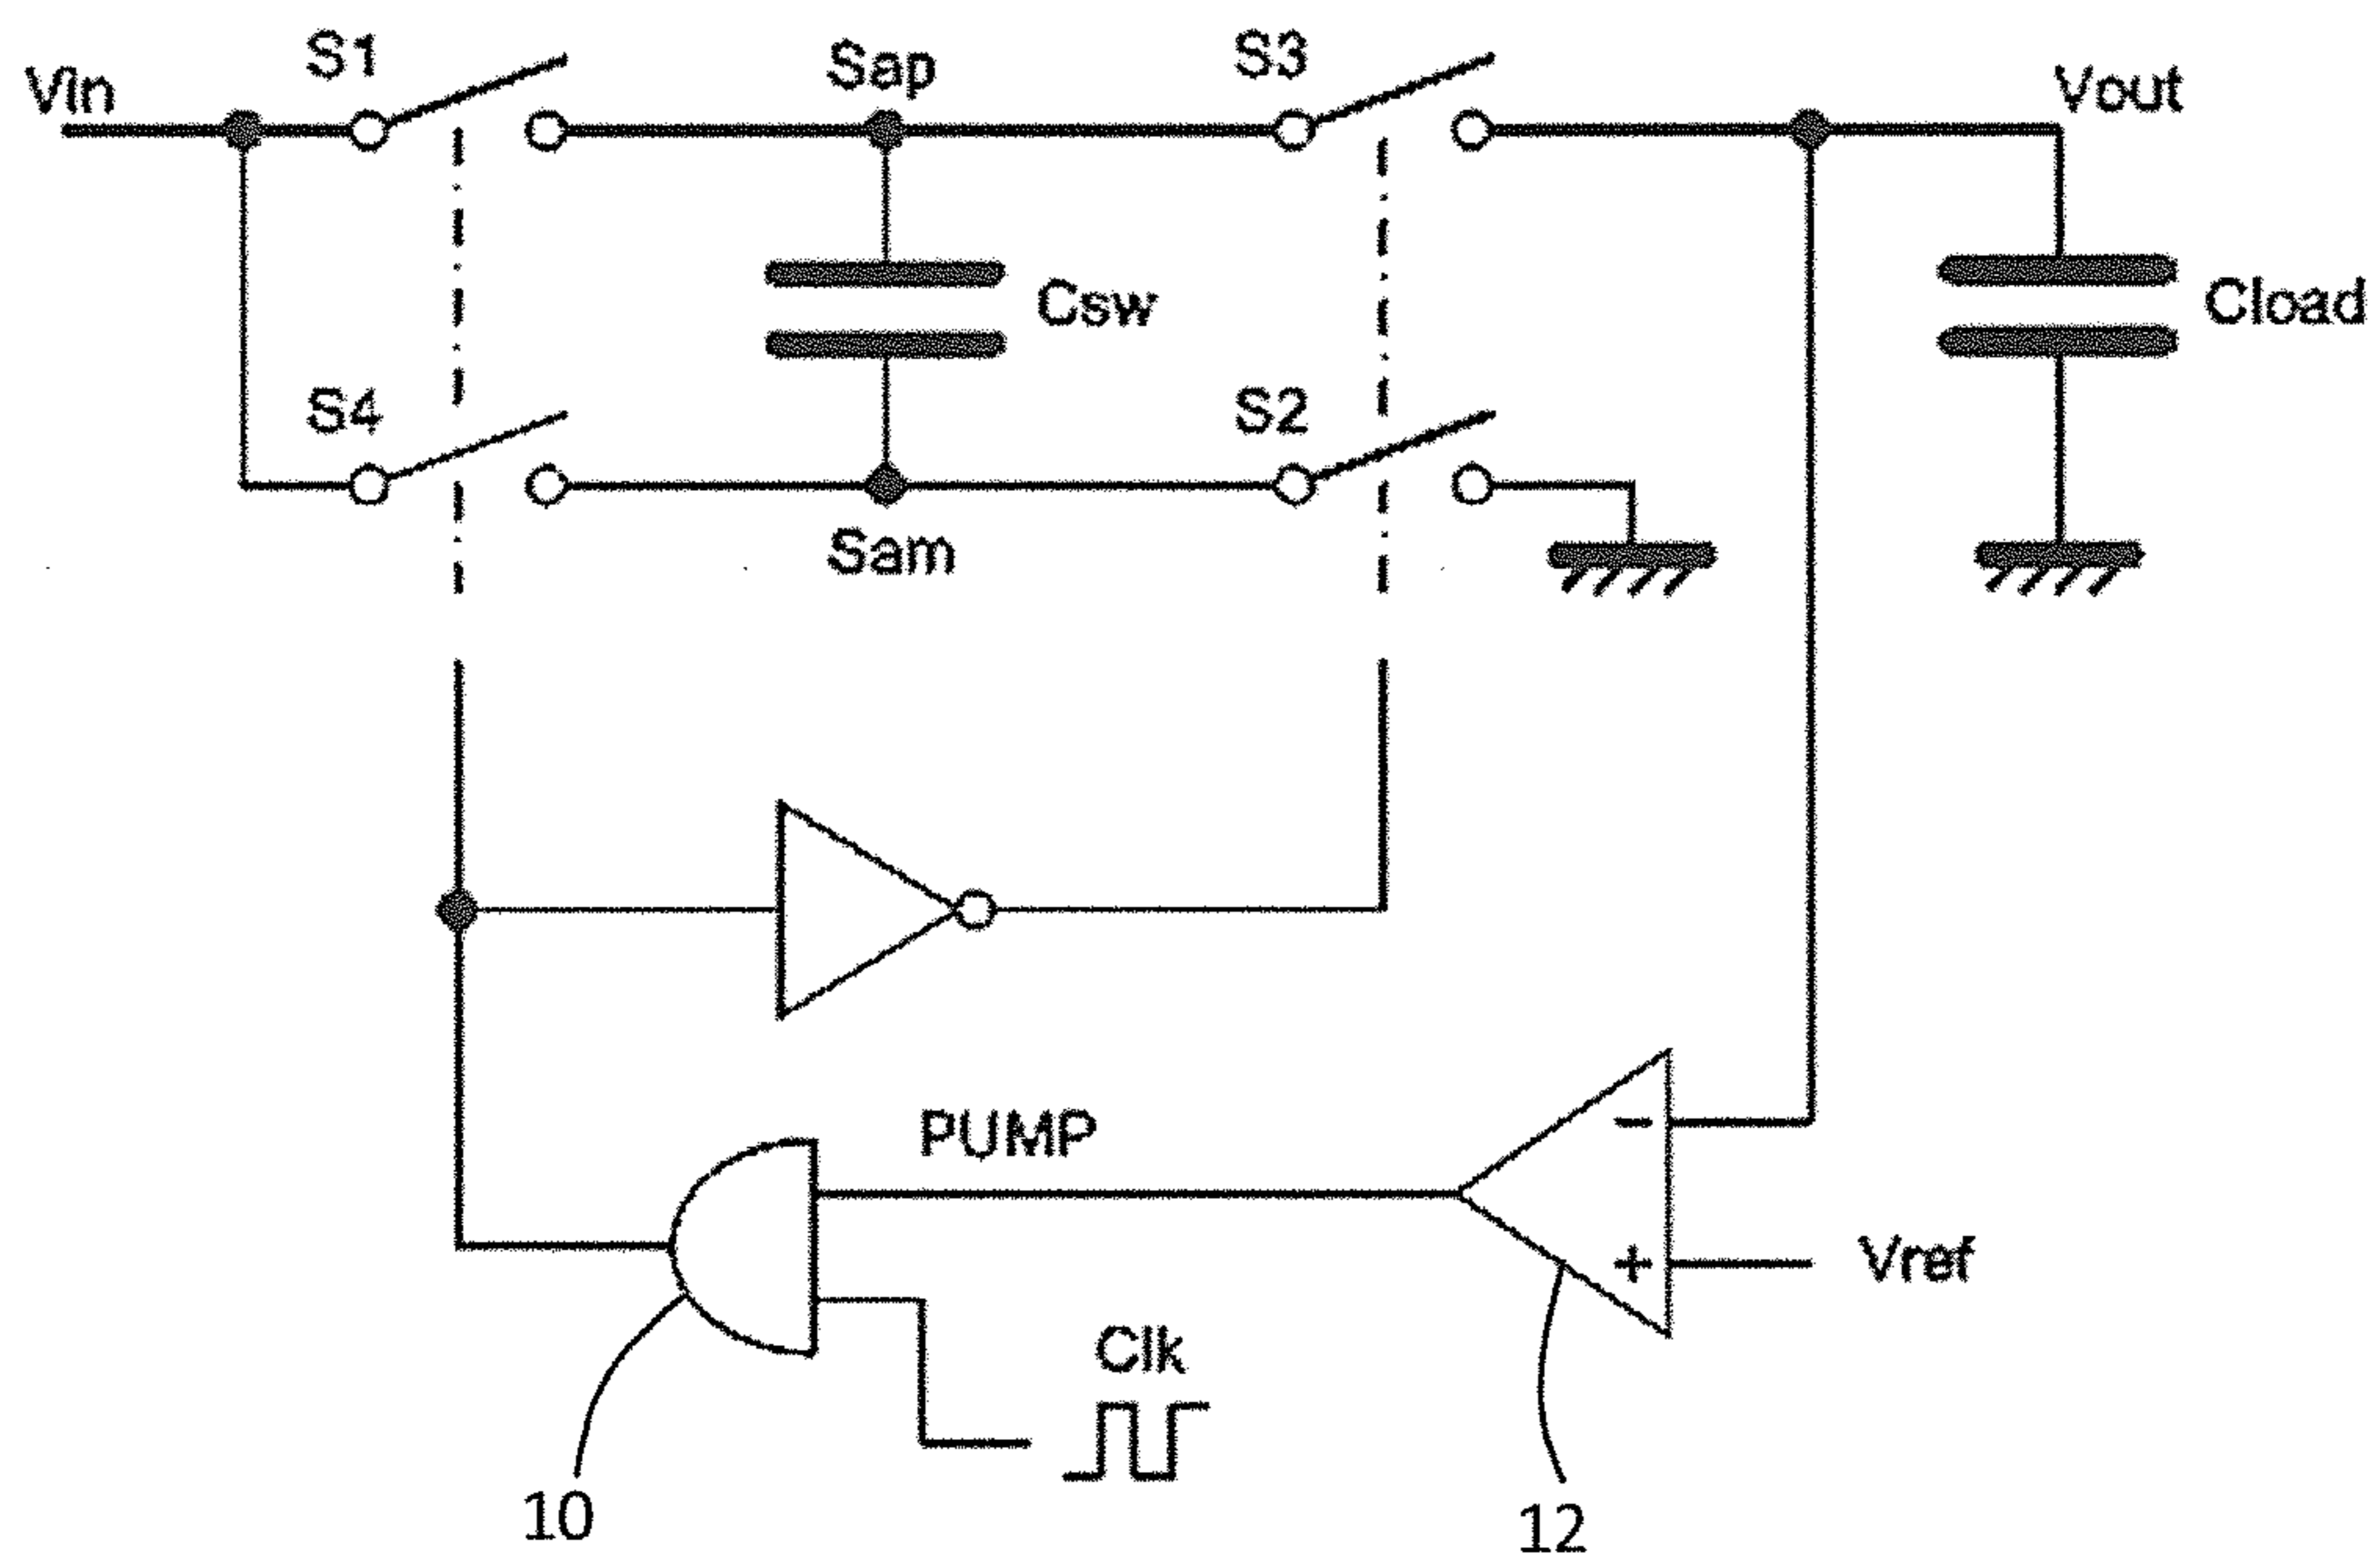 Vin
S1
Sap
S3
Vout
Csw
Cload
S4
S2
Sam
PUMP
-
+
Vref
Clk
10
12